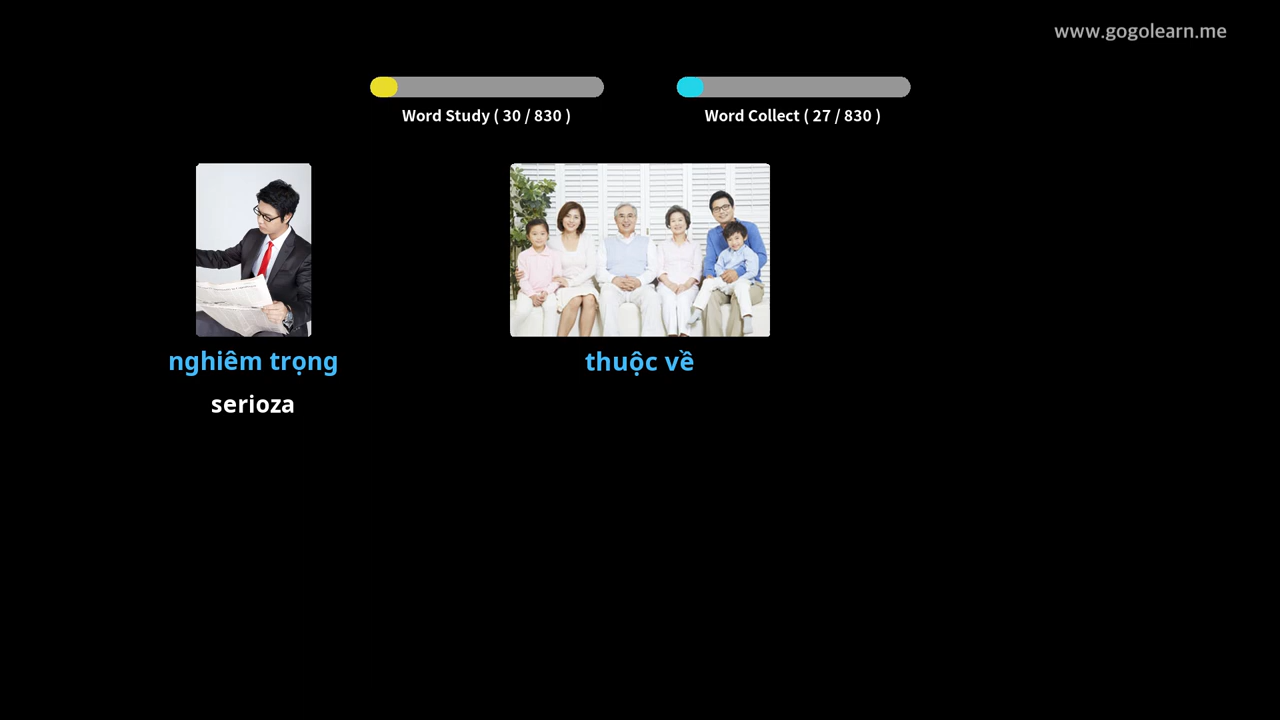 www.gogolearn.me
Word Study ( 30 / 830 )
Word Collect ( 27 / 830 )
nghiêm trọng
thuộc về
serioza